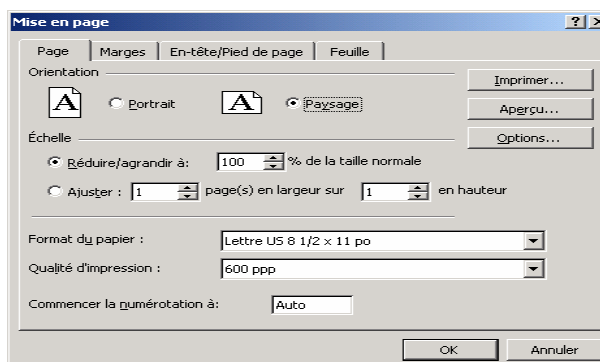 Mise en page
Page Marges En-tête/Pied de page Feuille
Orientation
A Portrait A Paysage
Imprimer...
Aperçu...
Options...
Échelle
Réduire/agrandir à: 100 % de la taille normale
Ajuster : 1 page(s) en largeur sur 1 en hauteur
Format du papier : Lettre US 8 1/2 x 11 po
Qualité d'impression : 600 ppp
Commencer la numérotation à: Auto
OK Annuler